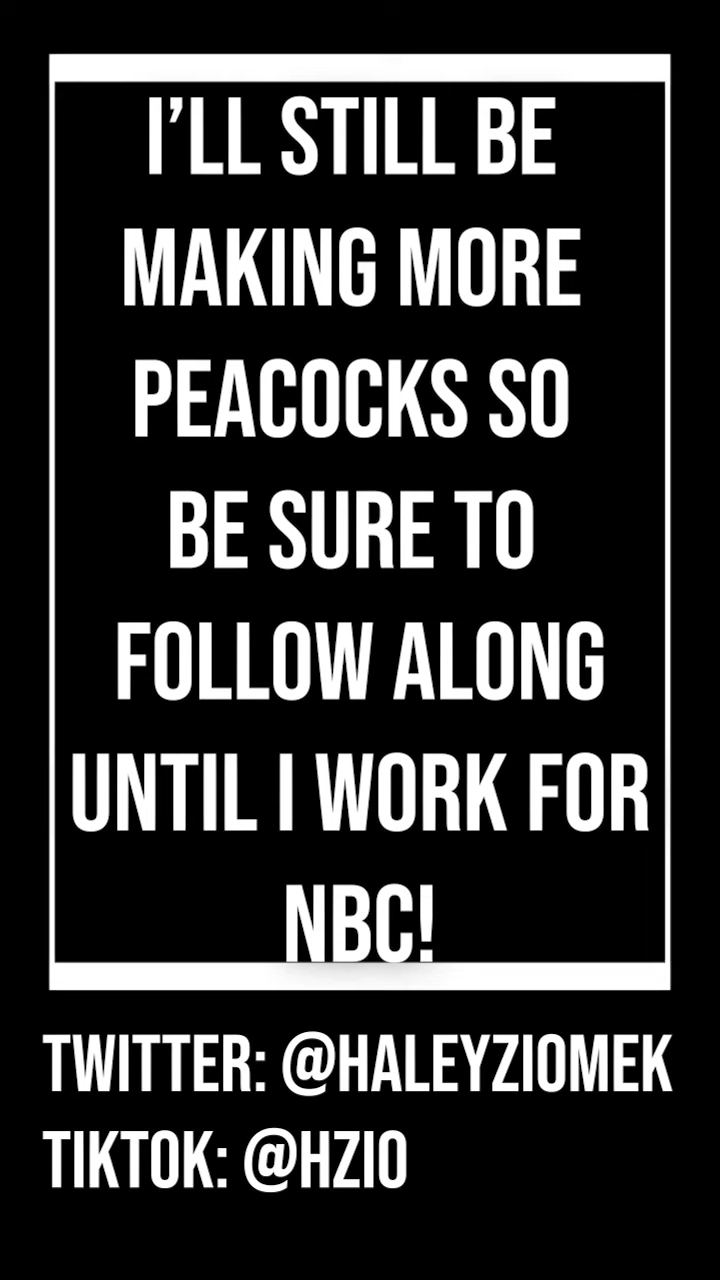 I'LL STILL BE
MAKING MORE
PEACOCKS SO
BE SURE TO
FOLLOW ALONG
UNTIL I WORK FOR
NBC!
TWITTER: @HALEYZIOMEK
TIKTOK: @HZIO